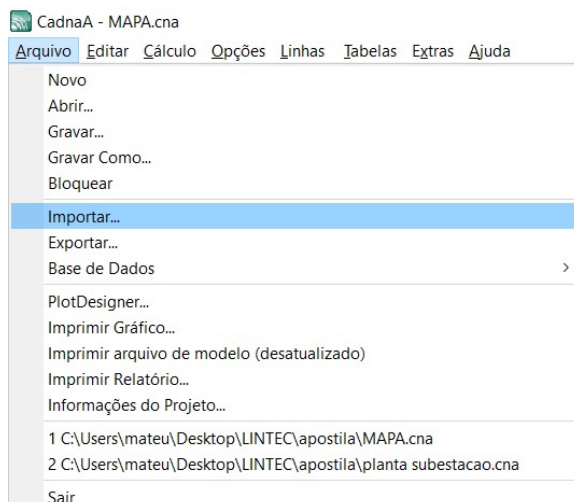 CadnaA - MAPA.cna
Arquivo Editar Cálculo Opções Linhas Tabelas Extras Ajuda
Novo
Abrir...
Gravar...
Gravar Como...
Bloquear
Importar...
Exportar...
Base de Dados
PlotDesigner...
Imprimir Gráfico...
Imprimir arquivo de modelo (desatualizado)
Imprimir Relatório...
Informações do Projeto...
1 C:\Users\mateu\Desktop\LINTEC\apostila\MAPA.cna
2 C:\Users\mateu\Desktop\LINTEC\apostila\planta subestacao.cna
Sair